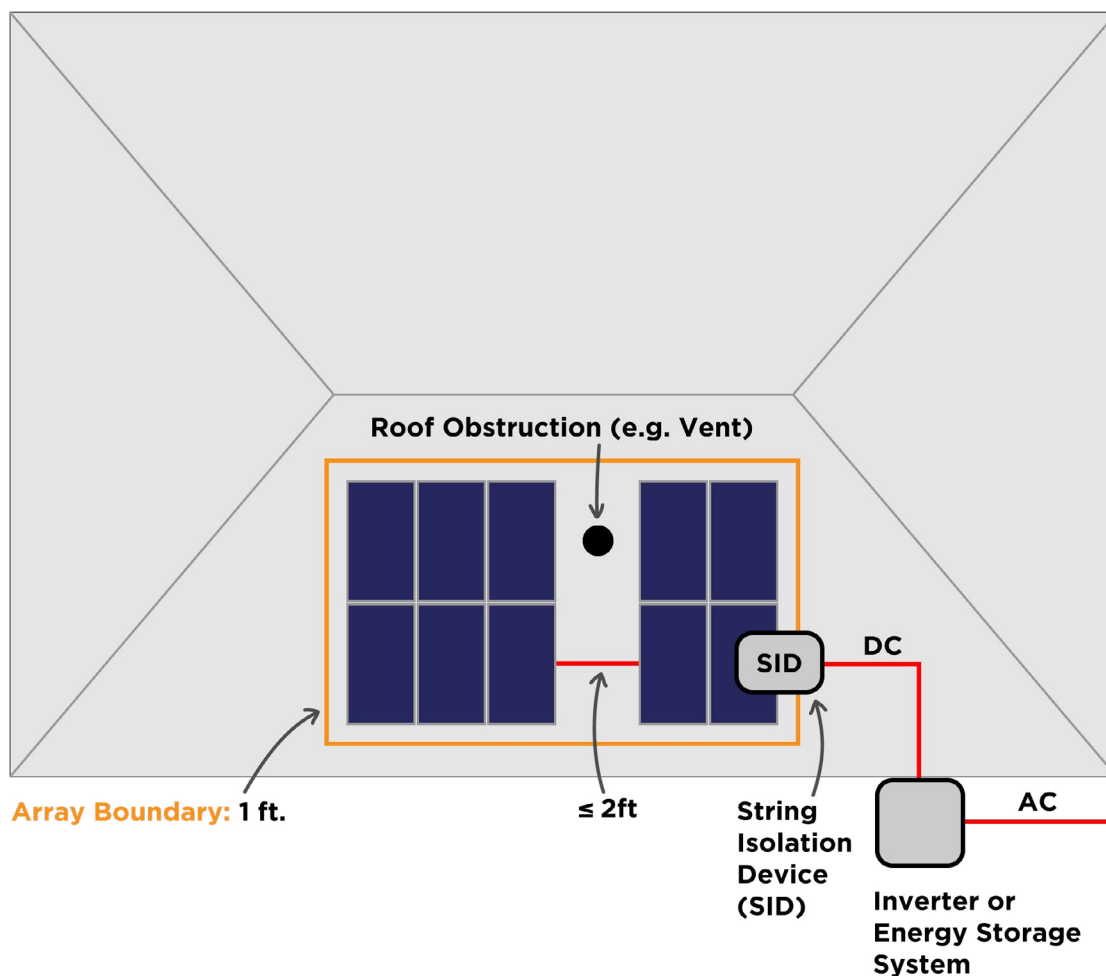 Roof Obstruction (e.g. Vent)
SID
DC
Array Boundary: 1 ft.
≤ 2ft
String
Isolation
Device
(SID)
AC
Inverter or
Energy Storage
System